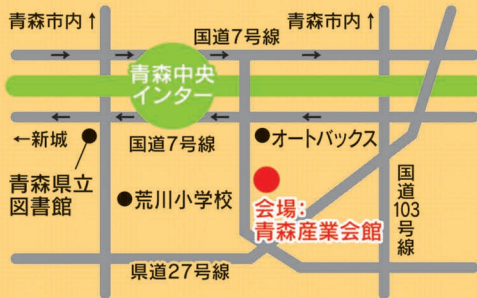 青森市内↑
青森市内↑
国道7号線
→ → →
青森中央
インター
← ← ←
←新城
国道7号線
●オートバックス
青森県立
図書館
●荒川小学校
会場:
青森産業会館
国道103号線
県道27号線